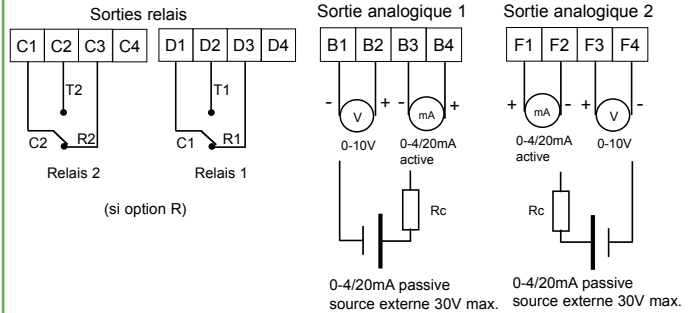 Sorties relais
C1 C2 C3 C4 D1 D2 D3 D4
T2 T1
C2 R2 C1 R1
Relais 2 Relais 1
(si option R)
Sortie analogique 1
B1 B2 B3 B4
- V + - mA +
0-10V 0-4/20mA
active
Rc
0-4/20mA passive
source externe 30V max.
Sortie analogique 2
F1 F2 F3 F4
+ mA - + V -
0-4/20mA 0-10V
active
Rc
0-4/20mA passive
source externe 30V max.